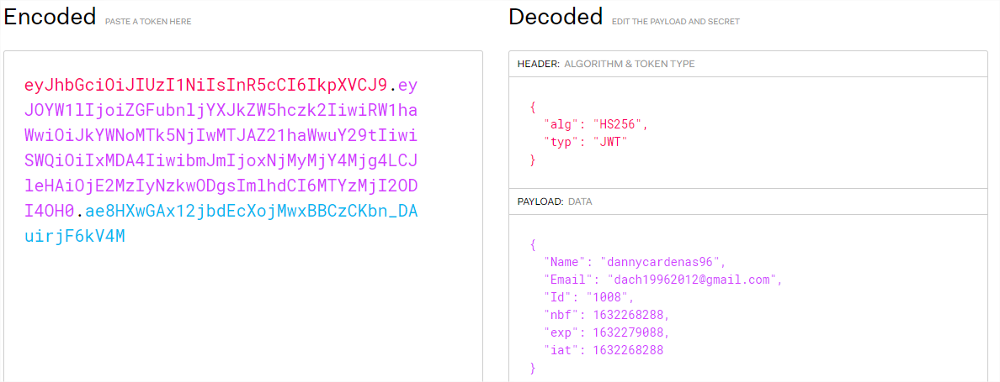 Encoded PASTE A TOKEN HERE
eyJhbGciOiJIUzI1NiIsInR5cCI6IkpXVCJ9.ey
JOYW1lIjoiZGFubnljYXJkZW5hczk2IiwiRW1ha
WwiOiJkYWNoMTk5NjIwMTJAZ21haWwuY29tIiwi
SWQiOiIxMDA4IiwibmJmIjoxNjMyMjY4Mjg4LCJ
leHAiOjE2MzIyNzkwODgsImlhdCI6MTYzMjI2OD
I4OH0.ae8HXwGAx12jbdEcXojMwxBBCzCKbn_DA
uirjF6kV4M
Decoded EDIT THE PAYLOAD AND SECRET
HEADER: ALGORITHM & TOKEN TYPE
{
"alg": "HS256",
"typ": "JWT"
}
PAYLOAD: DATA
{
"Name": "dannycardenas96",
"Email": "dach19962012@gmail.com",
"Id": "1008",
"nbf": 1632268288,
"exp": 1632279088,
"iat": 1632268288
}